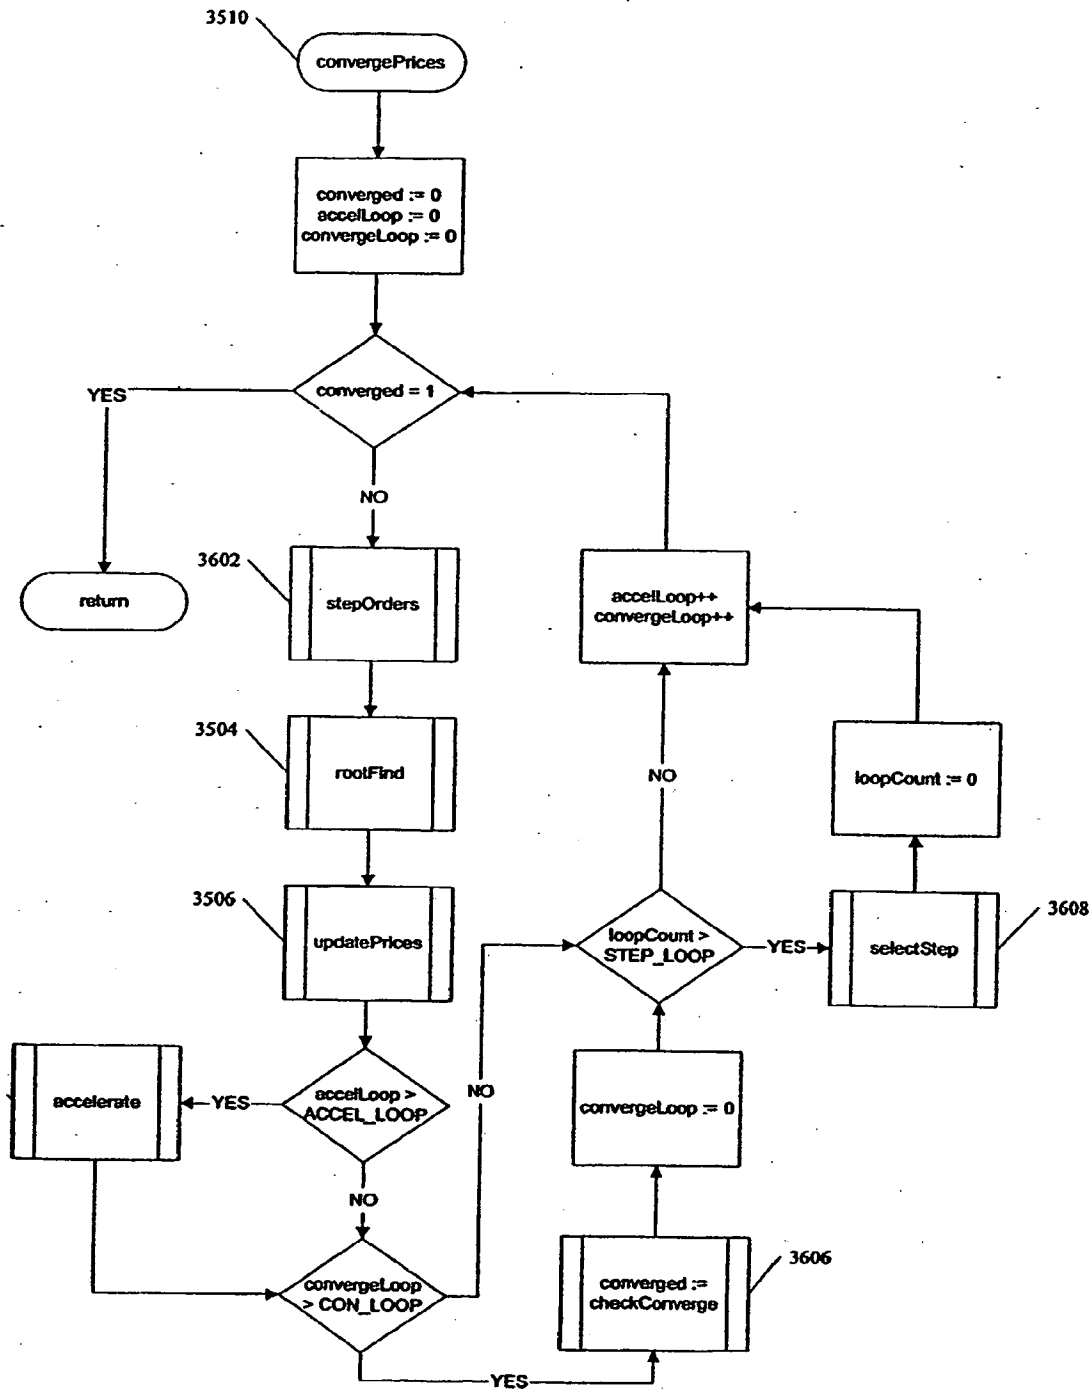 3510
convergePrices
converged := 0
accelLoop := 0
convergeLoop := 0
converged = 1
YES
NO
return
3602
stepOrders
accelLoop++
convergeLoop++
3504
rootFind
NO
loopCount := 0
3506
updatePrices
loopCount >
STEP_LOOP
YES
selectStep
3608
accelerate
YES
accelLoop >
ACCEL_LOOP
NO
convergeLoop := 0
NO
convergeLoop
> CON_LOOP
converged :=
checkConverge
3606
YES